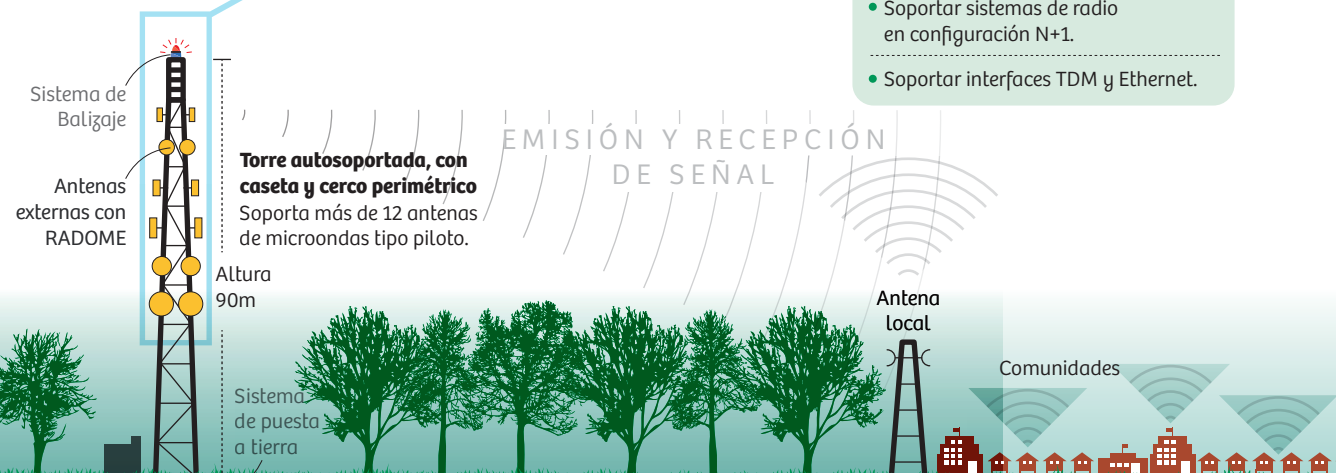 • Soportar sistemas de radio
en configuración N+1.
• Soportar interfaces TDM y Ethernet.
Sistema de
Balizaje
EMISIÓN Y RECEPCIÓN
DE SEÑAL
Torre autosoportada, con
caseta y cerco perimétrico
Soporta más de 12 antenas
de microondas tipo piloto.
Antenas
externas con
RADOME
Altura
90m
Antena
local
Comunidades
Sistema
de puesta
a tierra